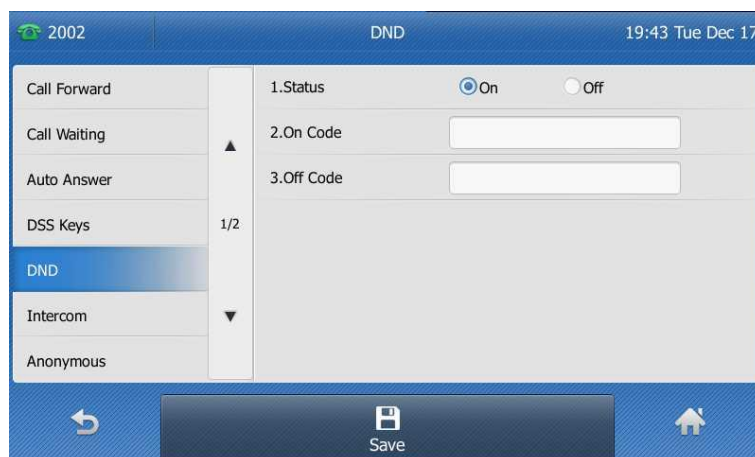 2002 DND 19:43 Tue Dec 17
Call Forward
Call Waiting
Auto Answer
DSS Keys
DND
Intercom
Anonymous
1/2
1.Status On Off
2.On Code
3.Off Code
Save